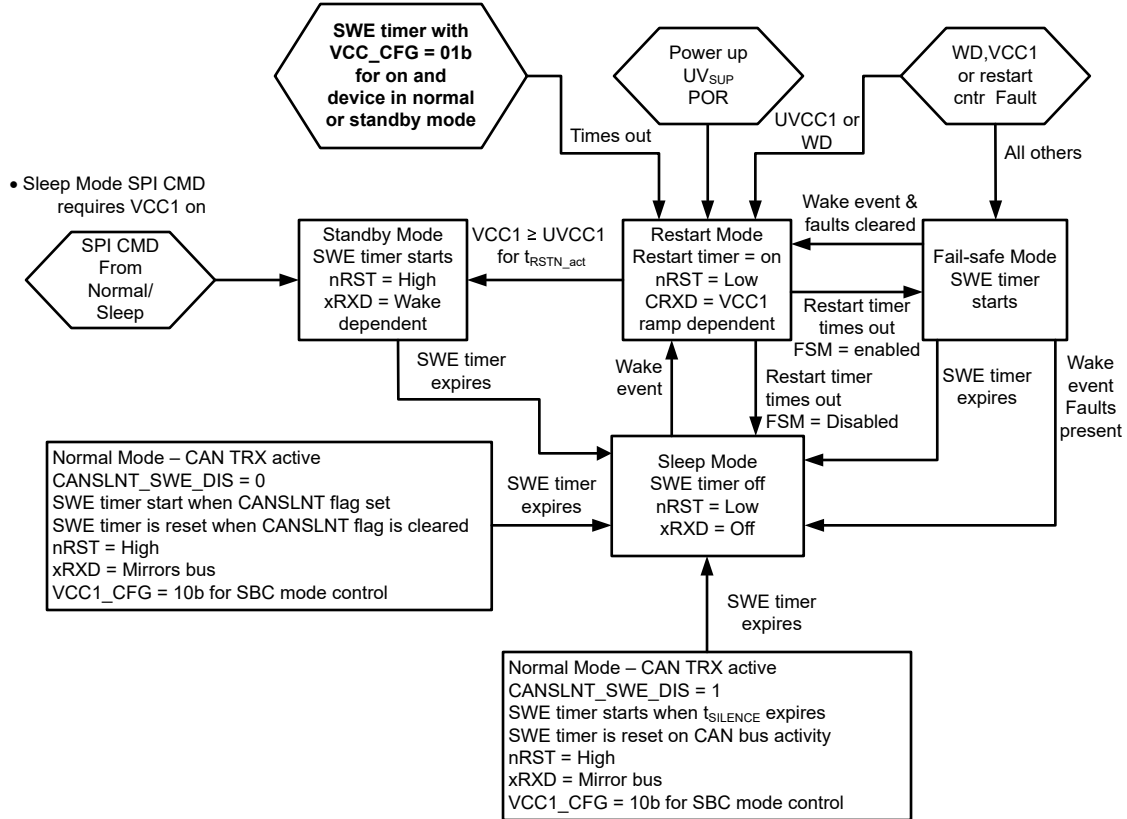 SWE timer with
VCC_CFG = 01b
for on and
device in normal
or standby mode
Power up
UVSUP
POR
WD,VCC1
or restart
cntr Fault
Times out
UVCC1 or
WD
All others
• Sleep Mode SPI CMD
requires VCC1 on
SPI CMD
From
Normal/
Sleep
Standby Mode
SWE timer starts
nRST = High
xRXD = Wake
dependent
VCC1 ≥ UVCC1
for tRSTN_act
Restart Mode
Restart timer = on
nRST = Low
CRXD = VCC1
ramp dependent
Wake event &
faults cleared
Fail-safe Mode
SWE timer
starts
Restart timer
times out
FSM = enabled
SWE timer
expires
Wake
event
Restart timer
times out
FSM = Disabled
SWE timer
expires
Wake
event
Faults
present
Normal Mode – CAN TRX active
CANSLNT_SWE_DIS = 0
SWE timer start when CANSLNT flag set
SWE timer is reset when CANSLNT flag is cleared
nRST = High
xRXD = Mirrors bus
VCC1_CFG = 10b for SBC mode control
SWE timer
expires
Sleep Mode
SWE timer off
nRST = Low
xRXD = Off
SWE timer
expires
Normal Mode – CAN TRX active
CANSLNT_SWE_DIS = 1
SWE timer starts when tSILENCE expires
SWE timer is reset on CAN bus activity
nRST = High
xRXD = Mirror bus
VCC1_CFG = 10b for SBC mode control